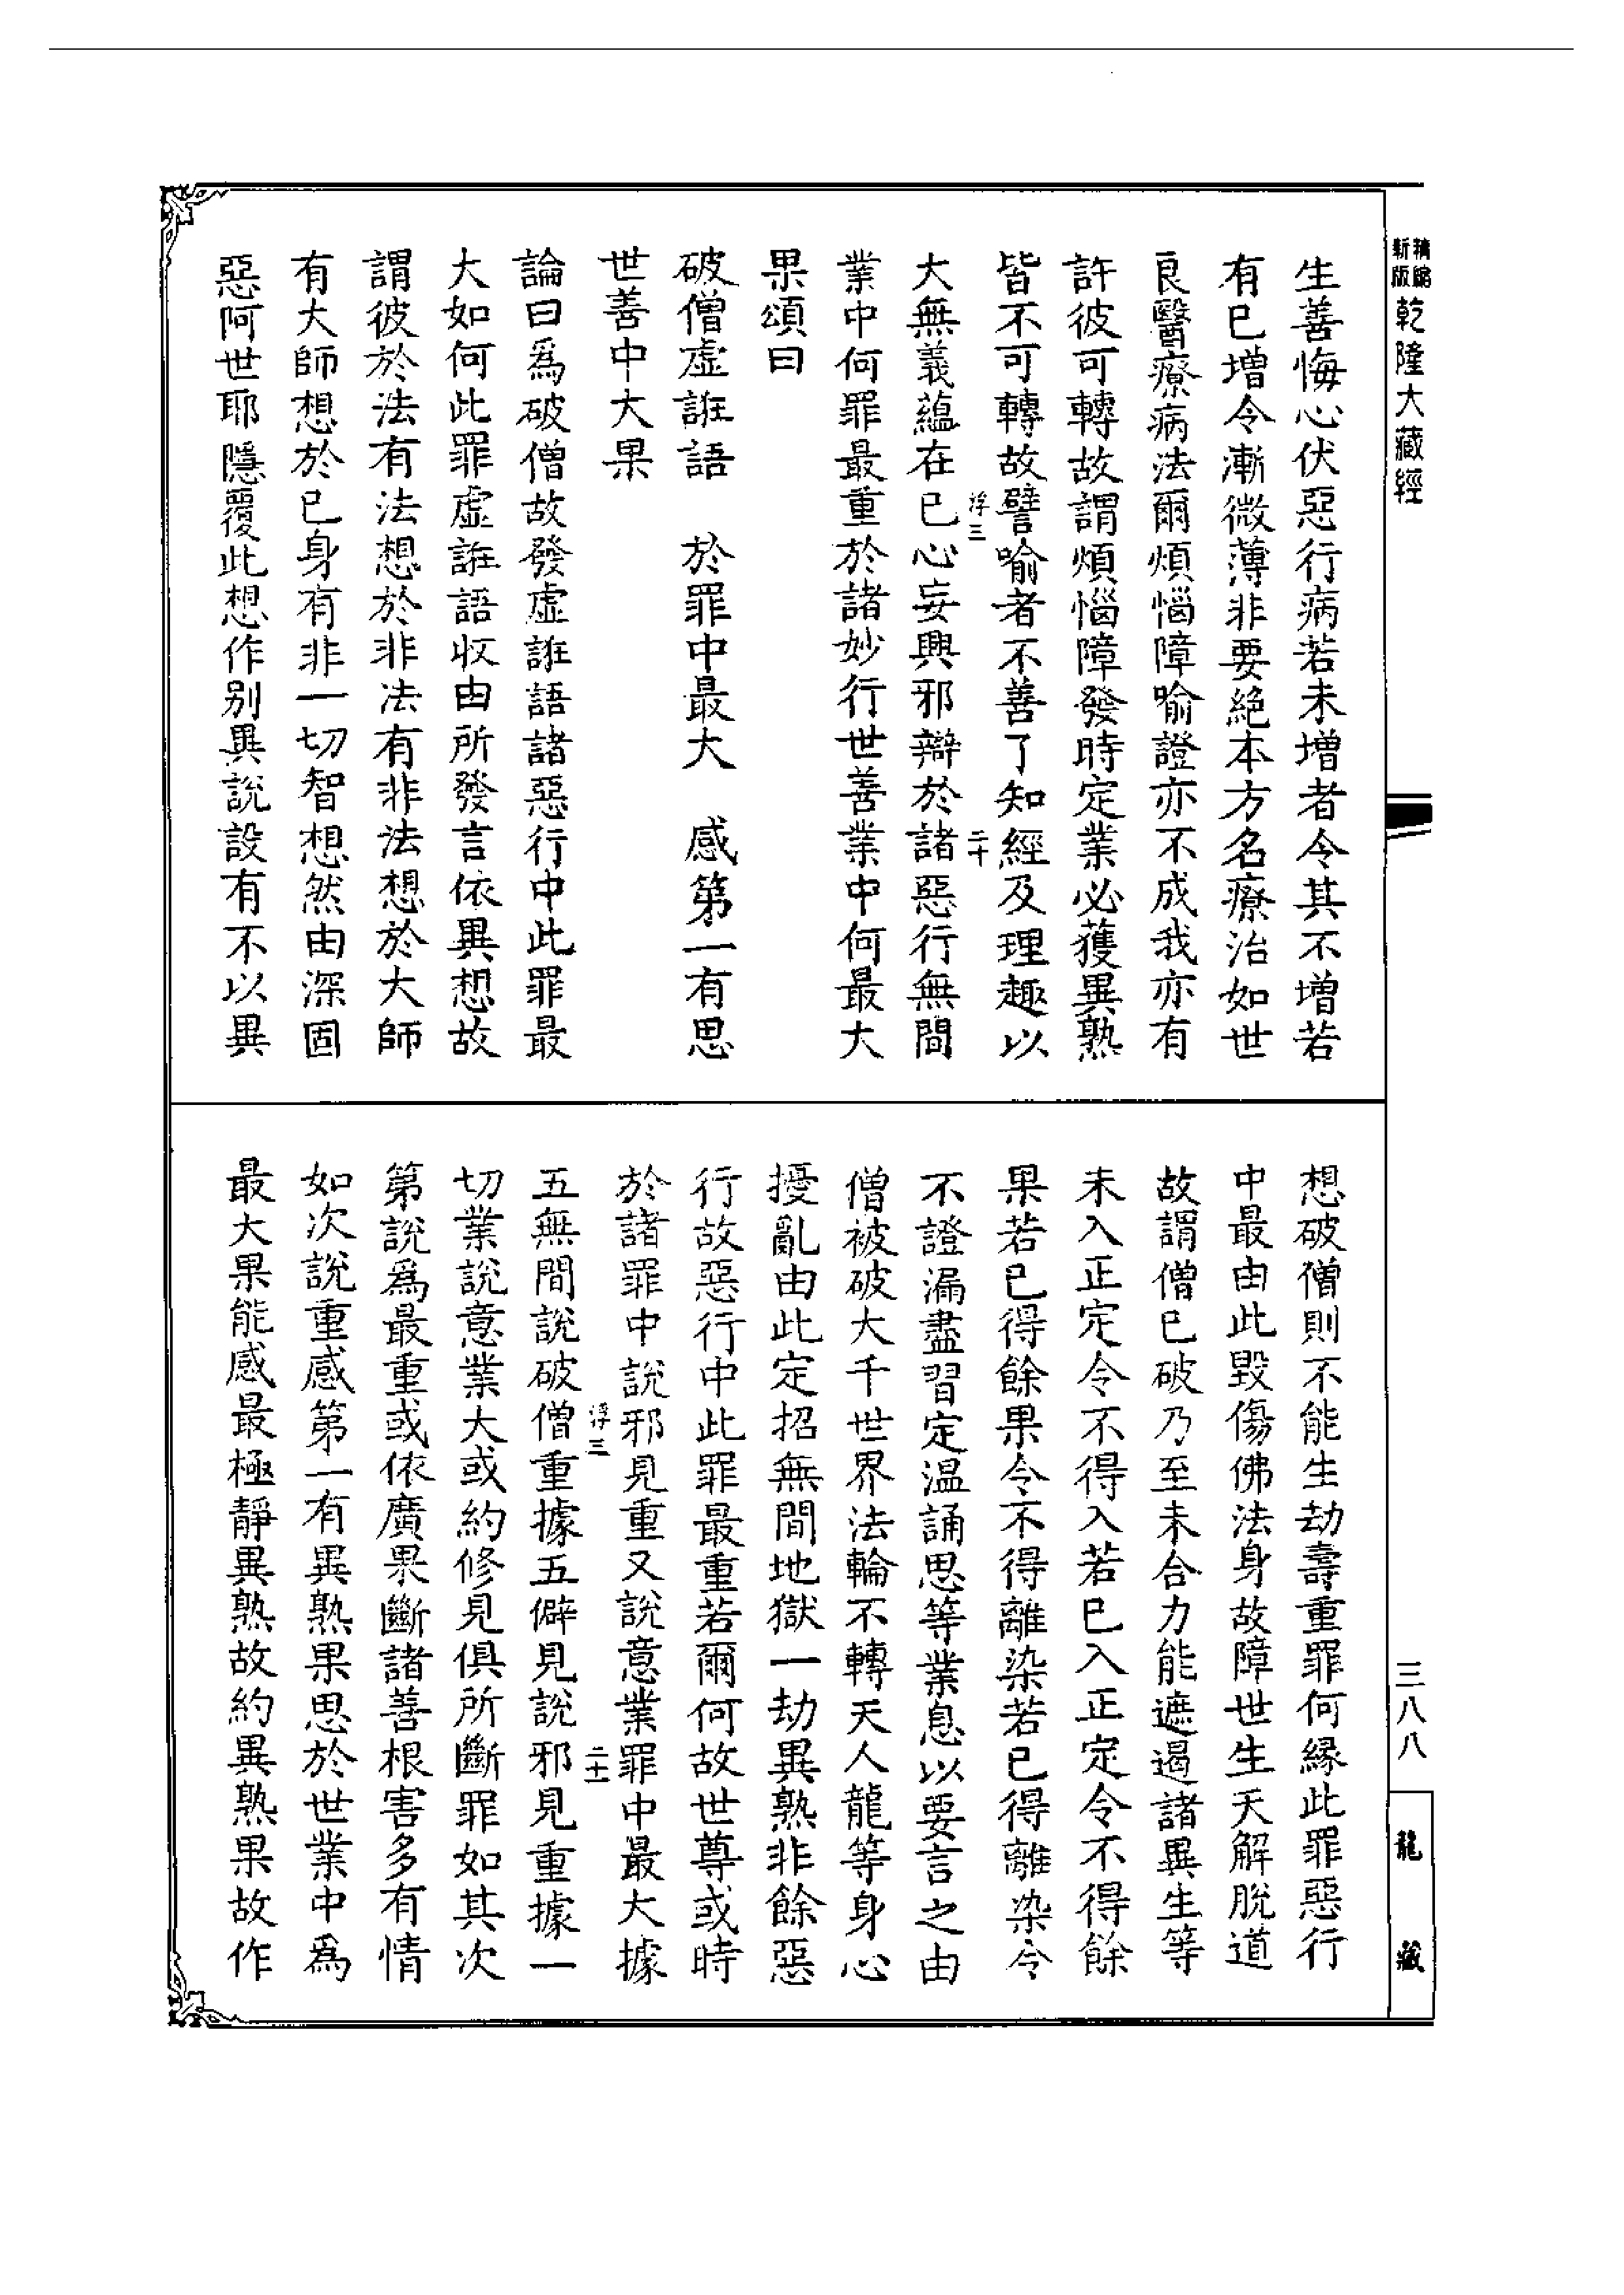 精縮
新版
乾隆大藏經
生善悔心伏惡行病若未增者令其不增若
有已增令漸微薄非要絕本方名療治如世
良醫療病法爾煩惱障喻證亦不成我亦有
許彼可轉故謂煩惱障發時定業必獲異熟
皆不可轉故譬喻者不善了知經及理趣以
浮三
二十
大無義蘊在已心妄興邪辯於諸惡行無間
業中何罪最重於諸妙行世善業中何最大
果頌曰
破僧虛誑語　於罪中最大　感第一有思
世善中大果
論曰爲破僧故發虛誑語諸惡行中此罪最
大如何此罪虛誑語收由所發言依異想故
謂彼於法有法想於非法有非法想於大師
有大師想於已身有非一切智想然由深固
惡阿世耶隱覆此想作別異說設有不以異
想破僧則不能生劫壽重罪何緣此罪惡行
中最由此毀傷佛法身故障世生天解脫道
故謂僧已破乃至未合力能遮遏諸異生等
未入正定令不得入若已入正定令不得餘
果若已得餘果令不得離染若已得離染令
不證漏盡習定溫誦思等業息以要言之由
僧被破大千世界法輪不轉天人龍等身心
擾亂由此定招無間地獄一劫異熟非餘惡
行故惡行中此罪最重若爾何故世尊或時
於諸罪中說邪見重又說意業罪中最大據
浮三
二十一
五無間說破僧重據五僻見說邪見重據一
切業說意業大或約修見俱所斷罪如其次
第說爲最重或依廣果斷諸善根害多有情
如次說重感第一有異熟果思於世業中爲
最大果能感最極靜異熟故約異熟果故作
三八八
龍藏